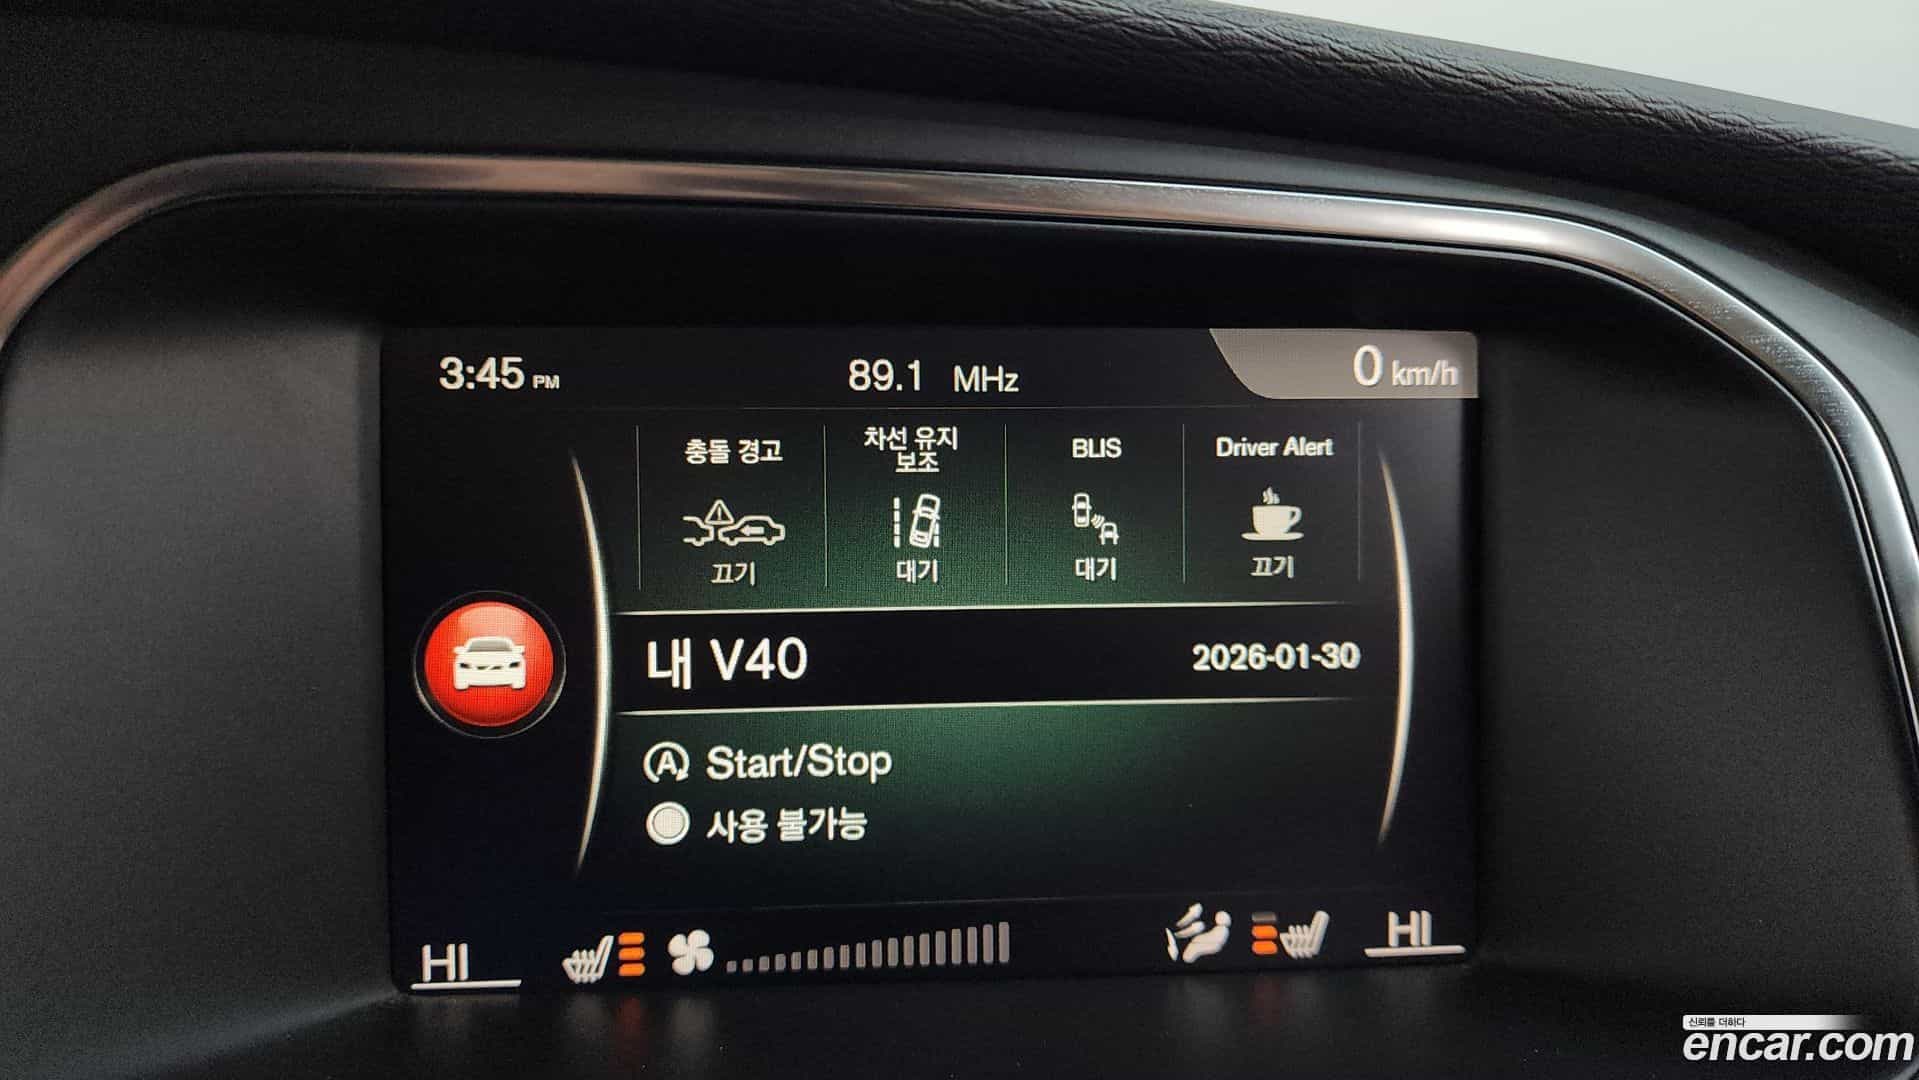 3:45 PM 89.1 MHz 0 km/h
충돌 경고
끄기
차선 유지
보조
대기
BLIS
대기
Driver Alert
끄기
내 V40 2026-01-30
A Start/Stop
사용 불가능
HI HI
신뢰를 더하다
encar.com